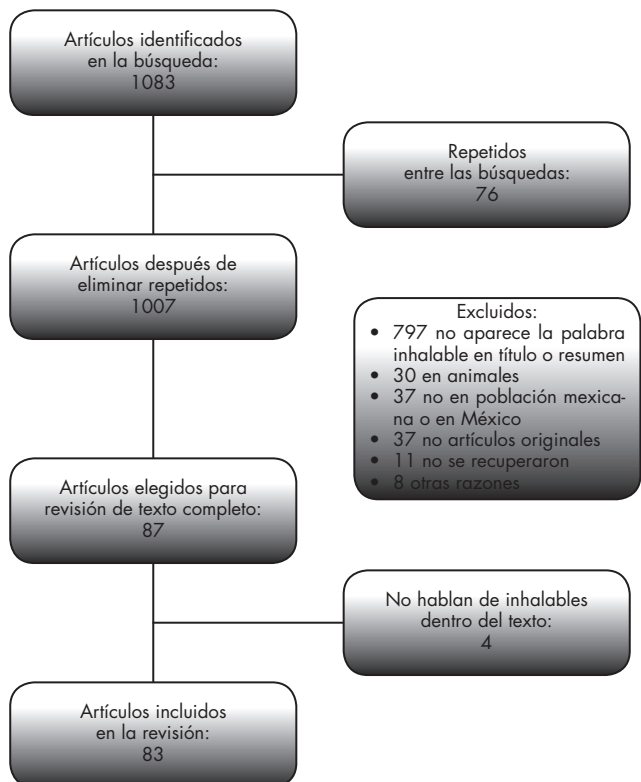 Artículos identificados
en la búsqueda:
1083
Repetidos
entre las búsquedas:
76
Artículos después de
eliminar repetidos:
1007
Excluidos:
• 797 no aparece la palabra
inhalable en título o resumen
• 30 en animales
• 37 no en población mexica-
na o en México
• 37 no artículos originales
• 11 no se recuperaron
• 8 otras razones
Artículos elegidos para
revisión de texto completo:
87
No hablan de inhalables
dentro del texto:
4
Artículos incluidos
en la revisión:
83